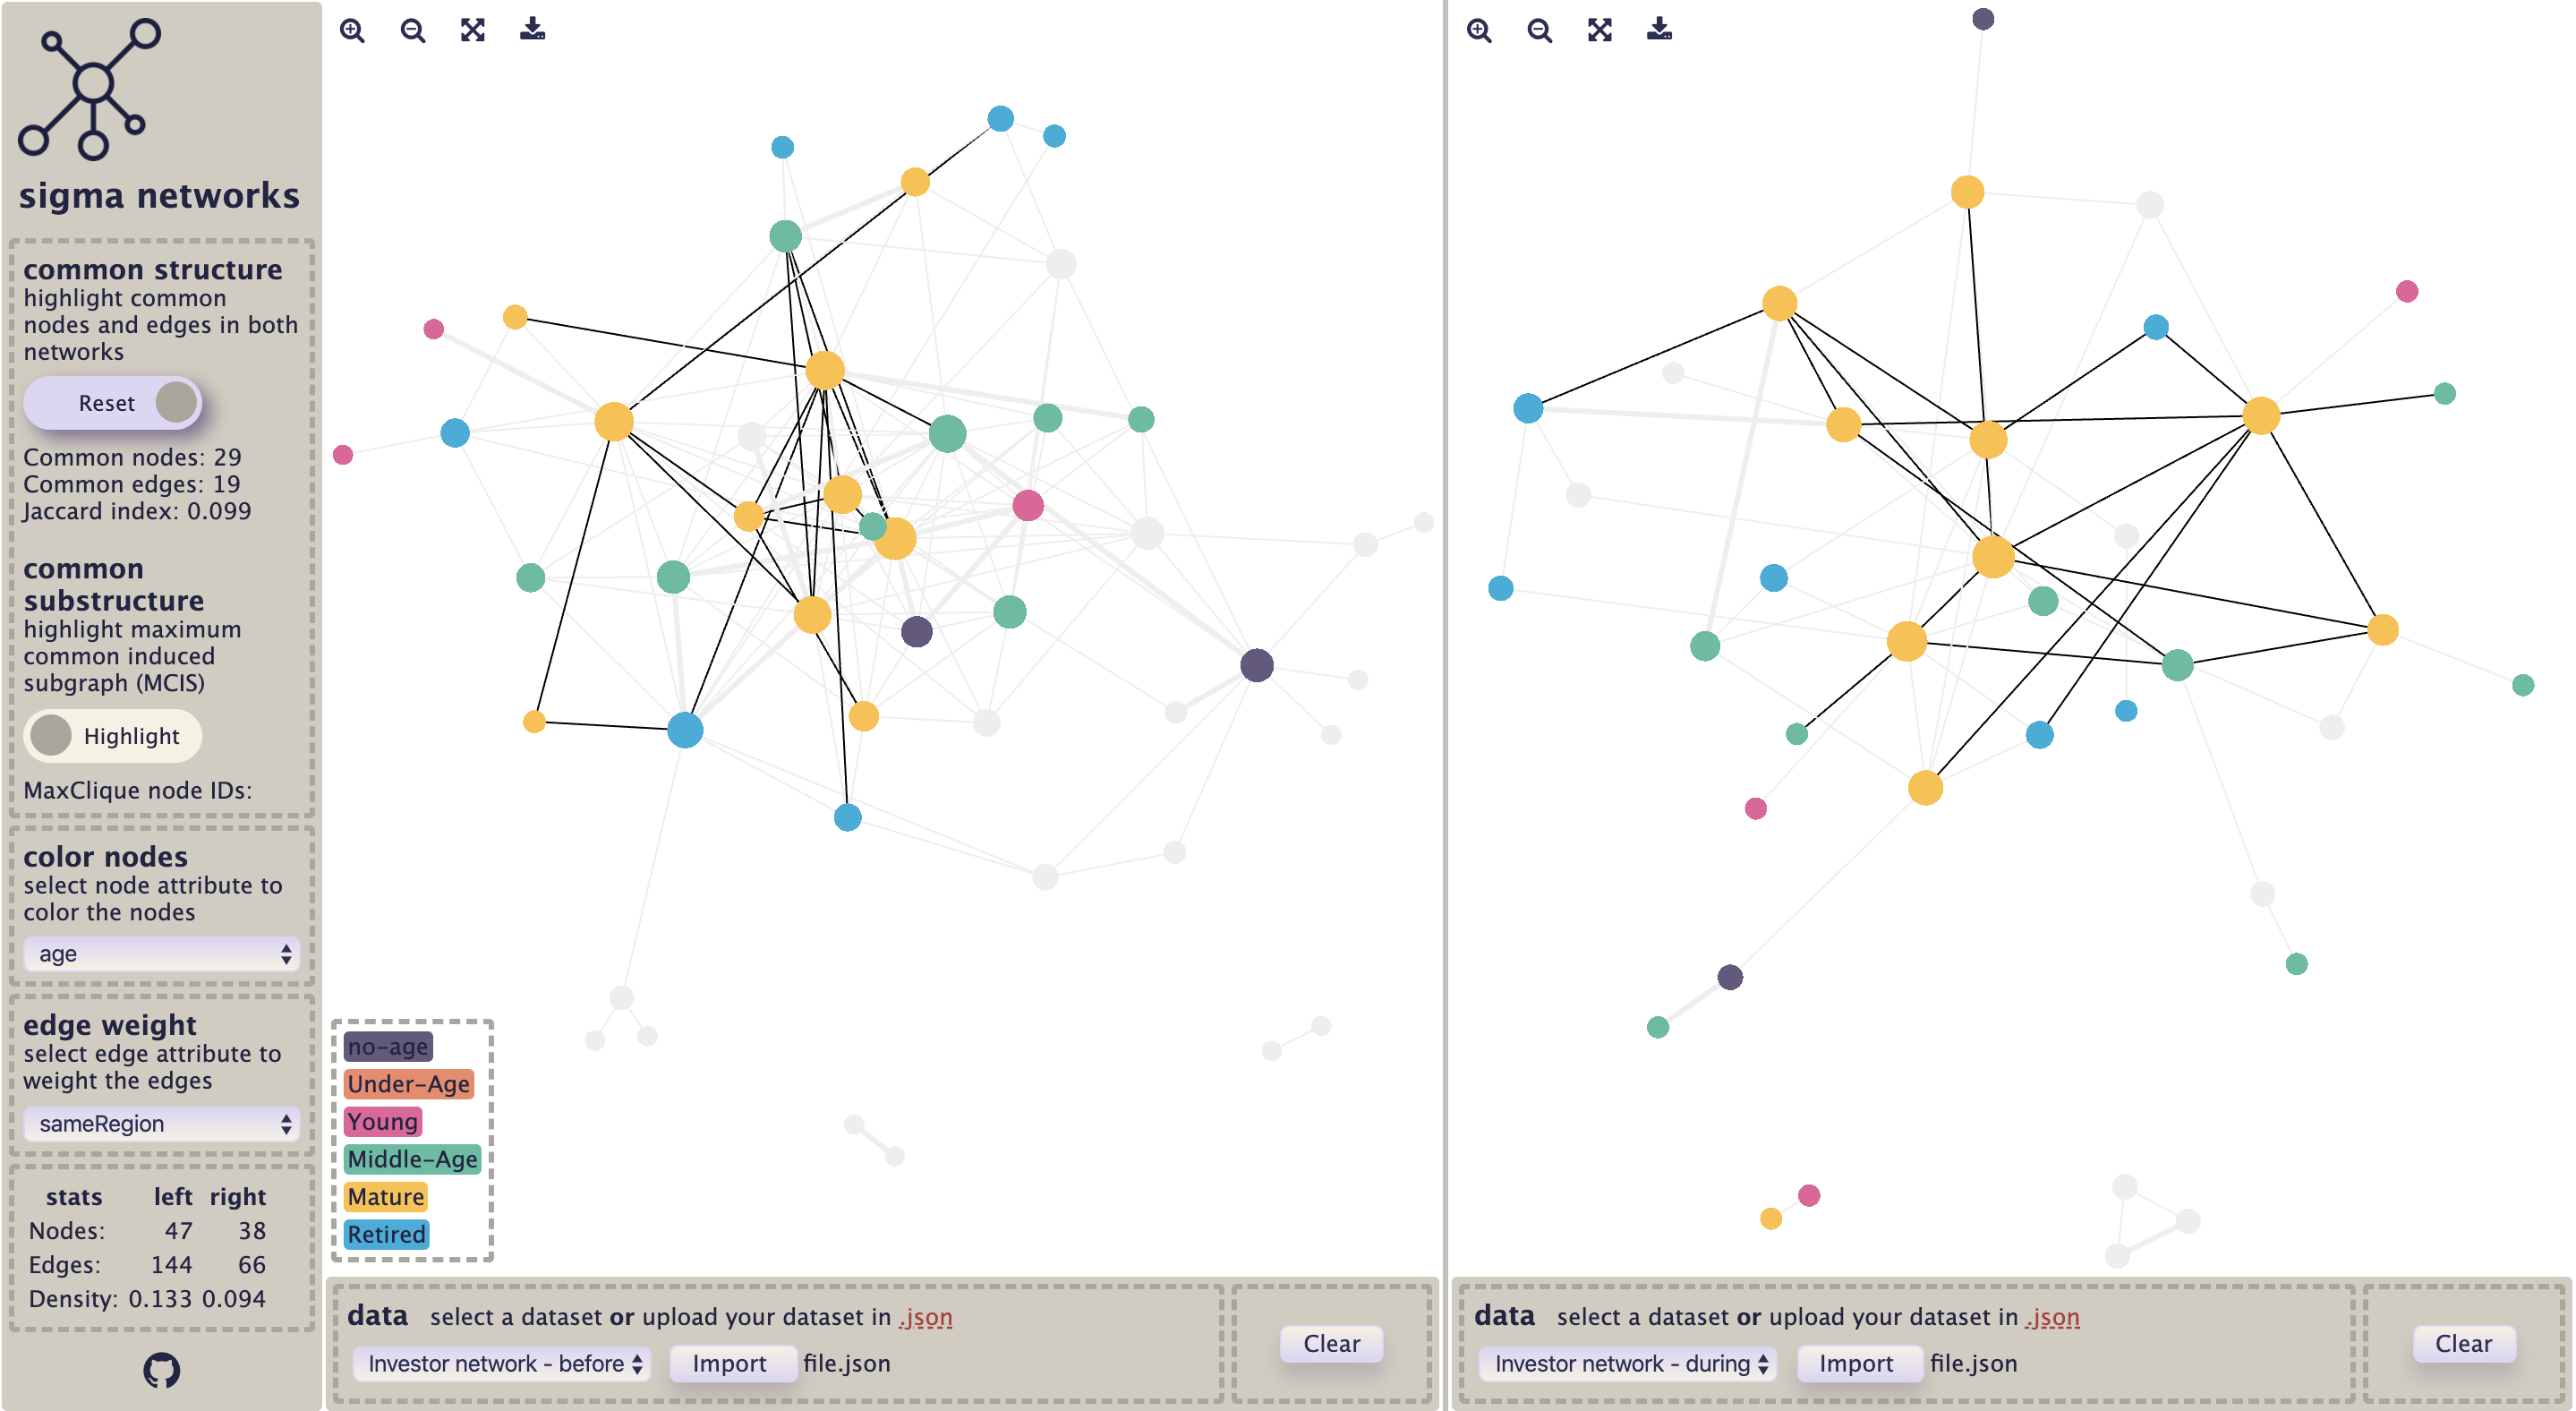 sigma networks
common structure
highlight common
nodes and edges in both
networks
Reset
Common nodes: 29
Common edges: 19
Jaccard index: 0.099
common
substructure
highlight maximum
common induced
subgraph (MCIS)
Highlight
MaxClique node IDs:
color nodes
select node attribute to
color the nodes
age
edge weight
select edge attribute to
weight the edges
sameRegion
stats left right
Nodes: 47 38
Edges: 144 66
Density: 0.133 0.094
no-age
Under-Age
Young
Middle-Age
Mature
Retired
data select a dataset or upload your dataset in .json
Investor network - before Import file.json
Clear
data select a dataset or upload your dataset in .json
Investor network - during Import file.json
Clear